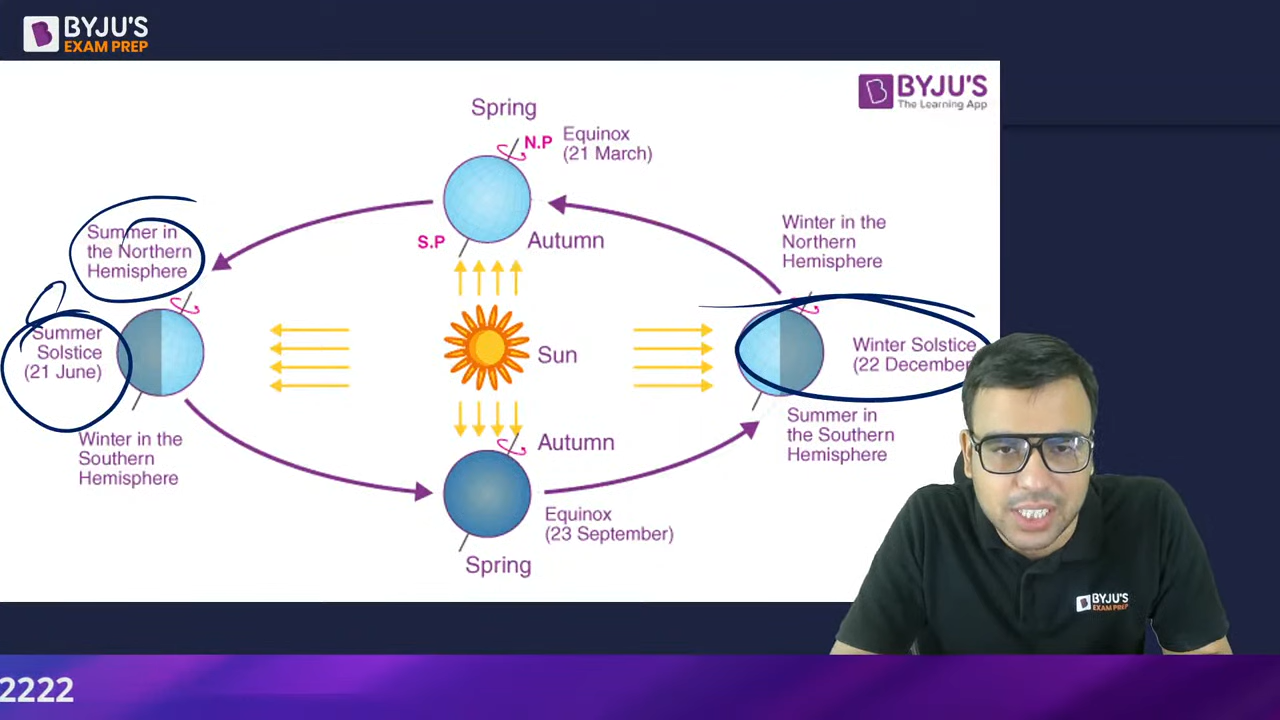 BYJU'S
EXAM PREP
BYJU'S
The Learning App
Spring
N.P
Equinox
(21 March)
S.P
Autumn
Summer in
the Northern
Hemisphere
Winter in the
Northern
Hemisphere
Summer
Solstice
(21 June)
Sun
Winter Solstice
(22 December
Winter in the
Southern
Hemisphere
Summer in
the Southern
Hemisphere
Autumn
Equinox
(23 September)
Spring
BYJU'S
EXAM PREP
2222